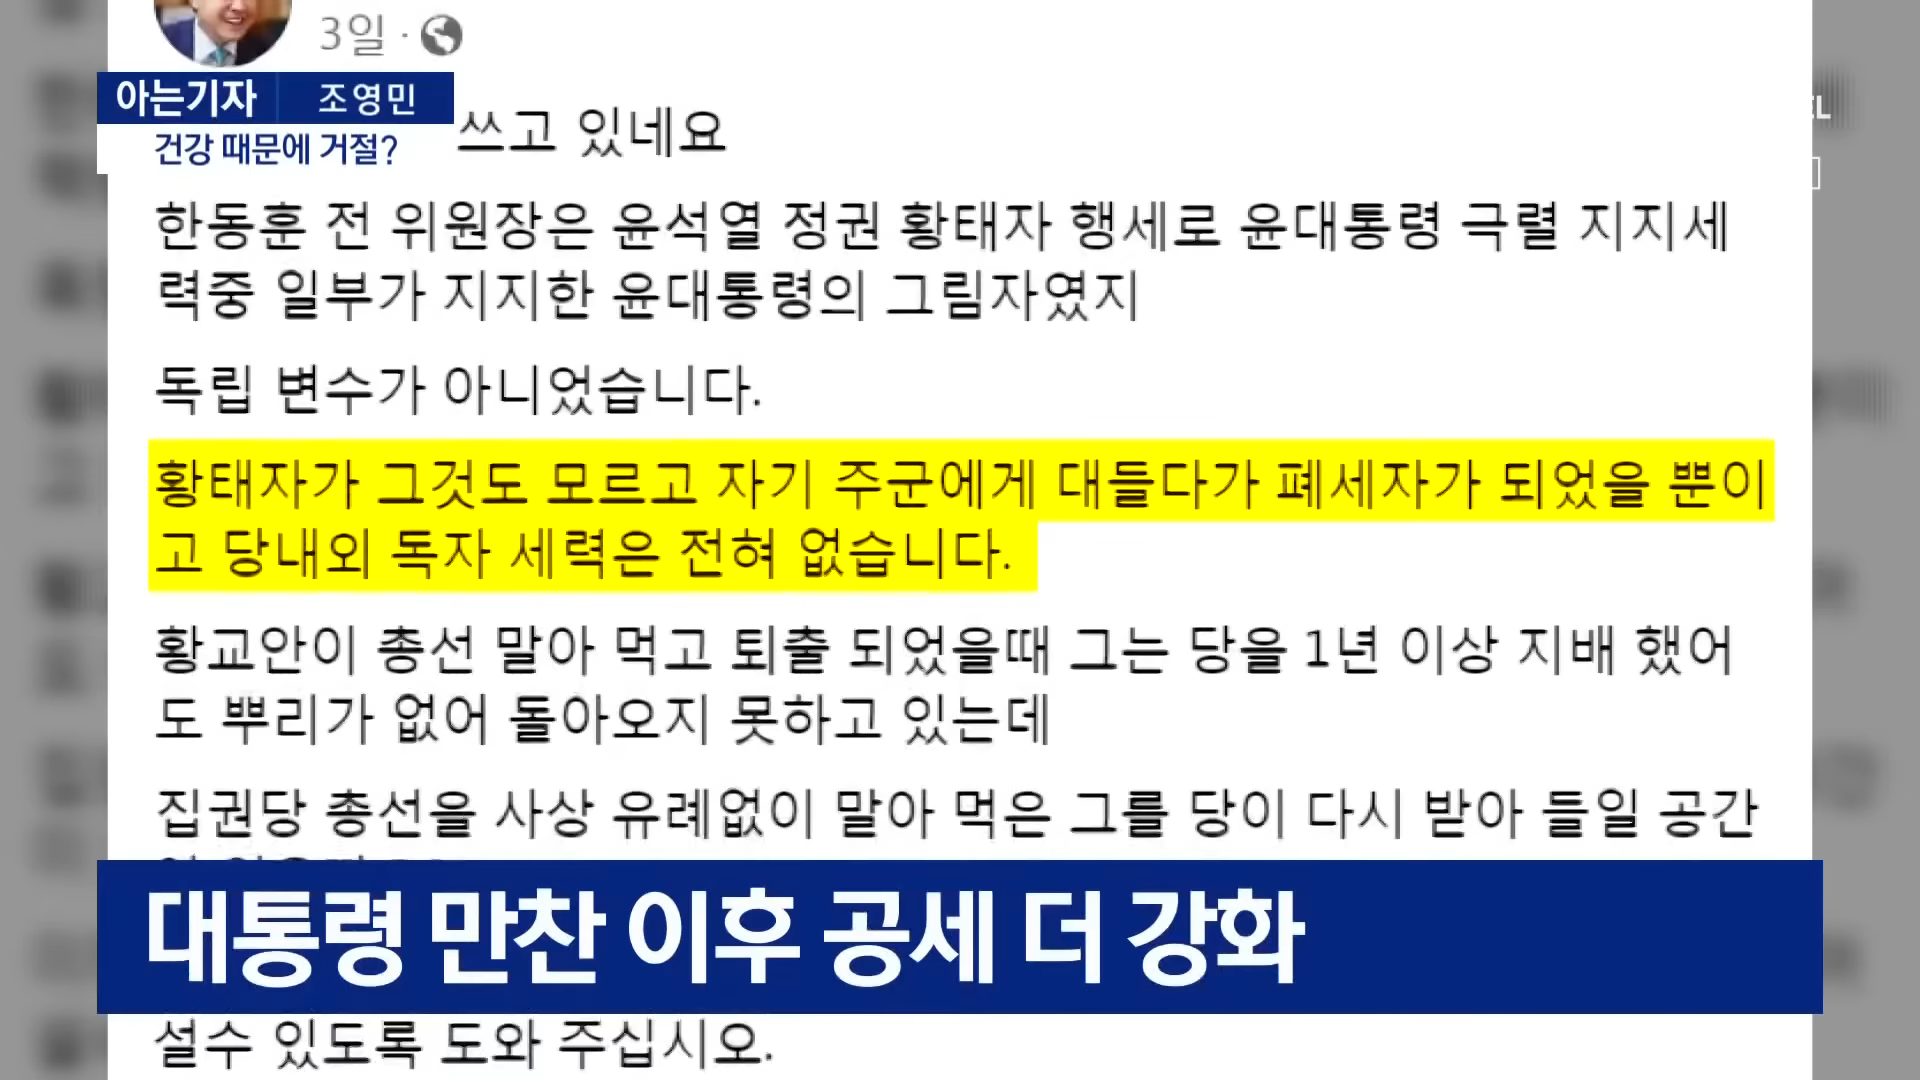 3일 ·
아는기자 조영민
건강 때문에 거절?
쓰고 있네요
한동훈 전 위원장은 윤석열 정권 황태자 행세로 윤대통령 극렬 지지세
력중 일부가 지지한 윤대통령의 그림자였지
독립 변수가 아니었습니다.
황태자가 그것도 모르고 자기 주군에게 대들다가 폐세자가 되었을 뿐이
고 당내외 독자 세력은 전혀 없습니다.
황교안이 총선 말아 먹고 퇴출 되었을때 그는 당을 1년 이상 지배 했어
도 뿌리가 없어 돌아오지 못하고 있는데
집권당 총선을 사상 유례없이 말아 먹은 그를 당이 다시 받아 들일 공간
대통령 만찬 이후 공세 더 강화
설수 있도록 도와 주십시오.